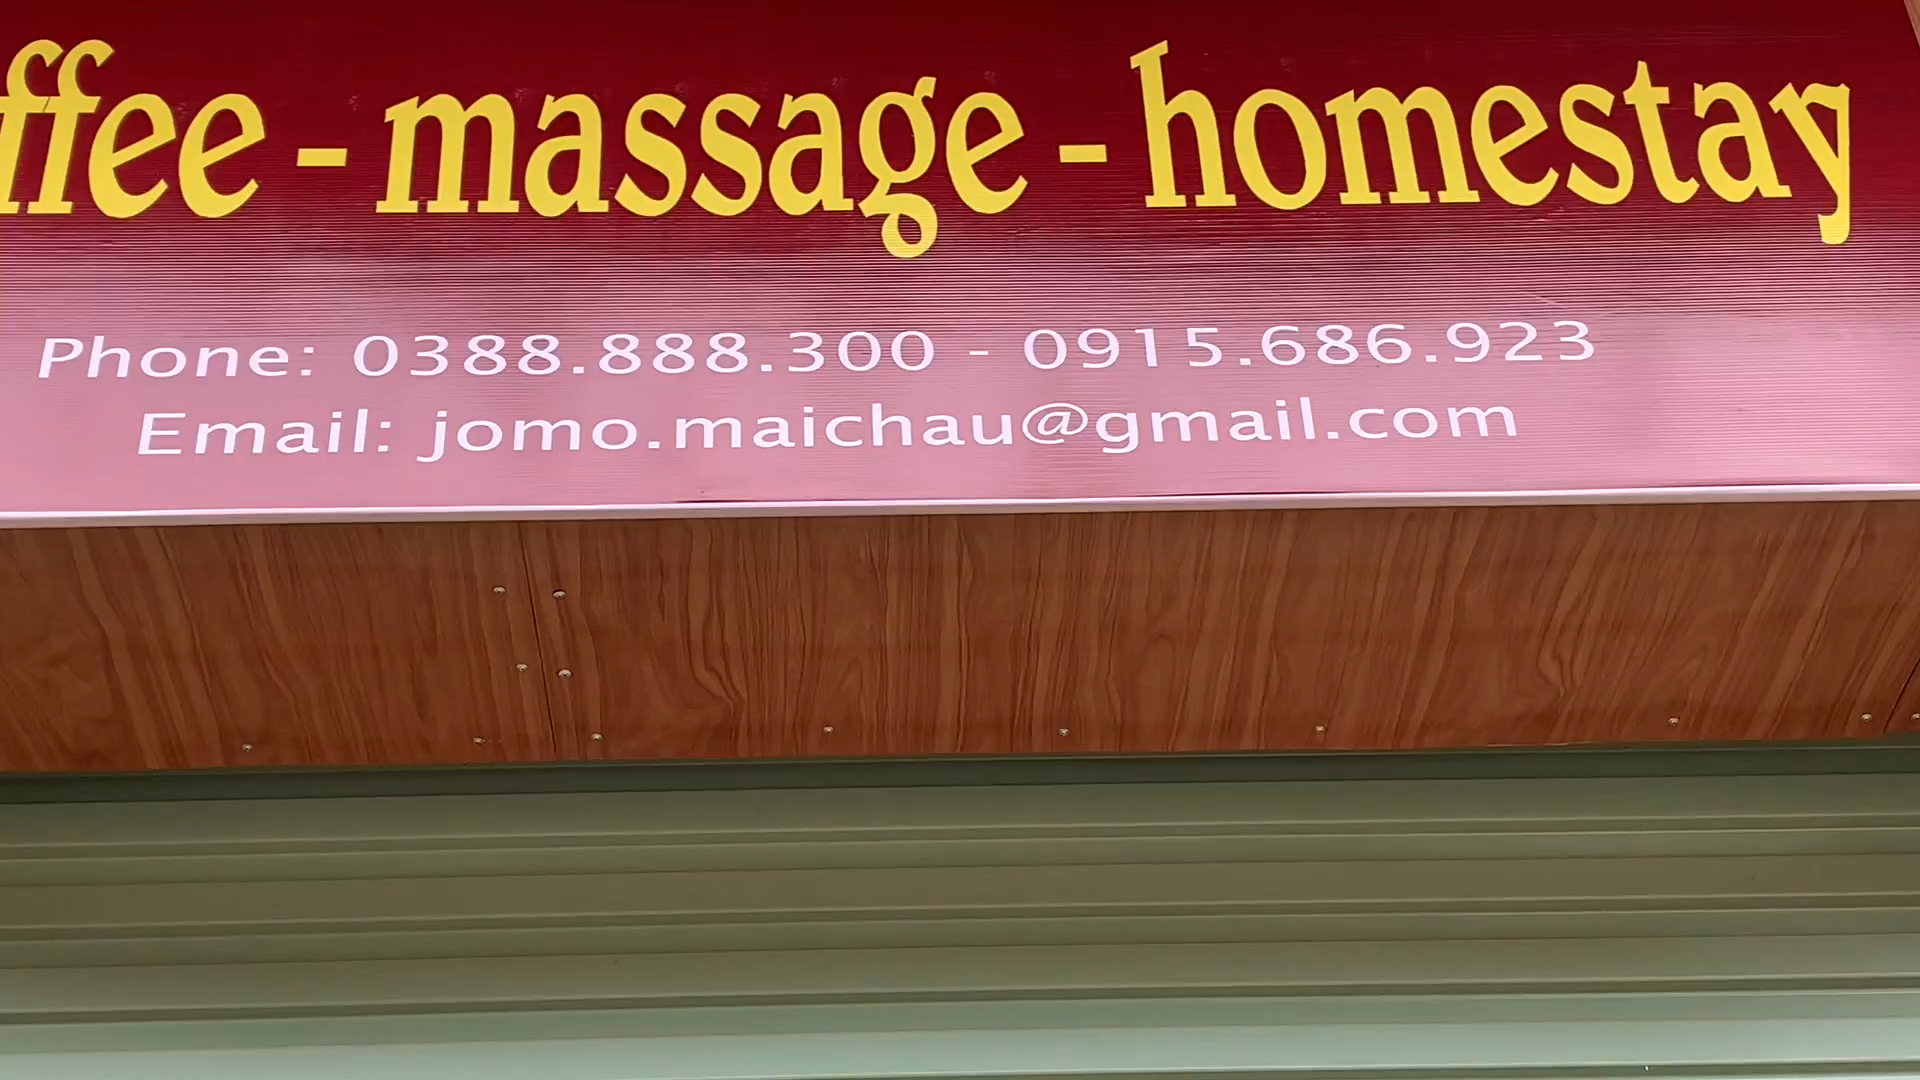 ffee - massage - homestay
Phone: 0388.888.300 - 0915.686.923
Email: jomo.maichau@gmail.com